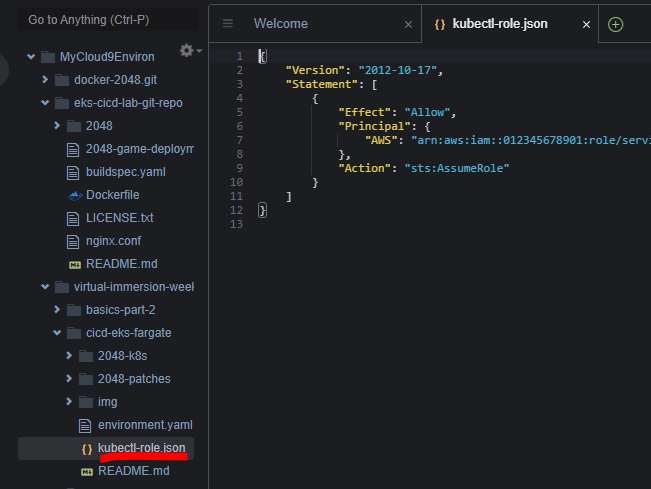 Go to Anything (Ctrl-P)
MyCloud9Environ
docker-2048.git
eks-cicd-lab-git-repo
2048
2048-game-deploym
buildspec.yaml
Dockerfile
LICENSE.txt
nginx.conf
README.md
virtual-immersion-weel
basics-part-2
cicd-eks-fargate
2048-k8s
2048-patches
img
environment.yaml
kubectl-role.json
README.md
Welcome
kubectl-role.json
1 {
2 "Version": "2012-10-17",
3 "Statement": [
4 {
5 "Effect": "Allow",
6 "Principal": {
7 "AWS": "arn:aws:iam::012345678901:role/servi
8 },
9 "Action": "sts:AssumeRole"
10 }
11 ]
12 }
13